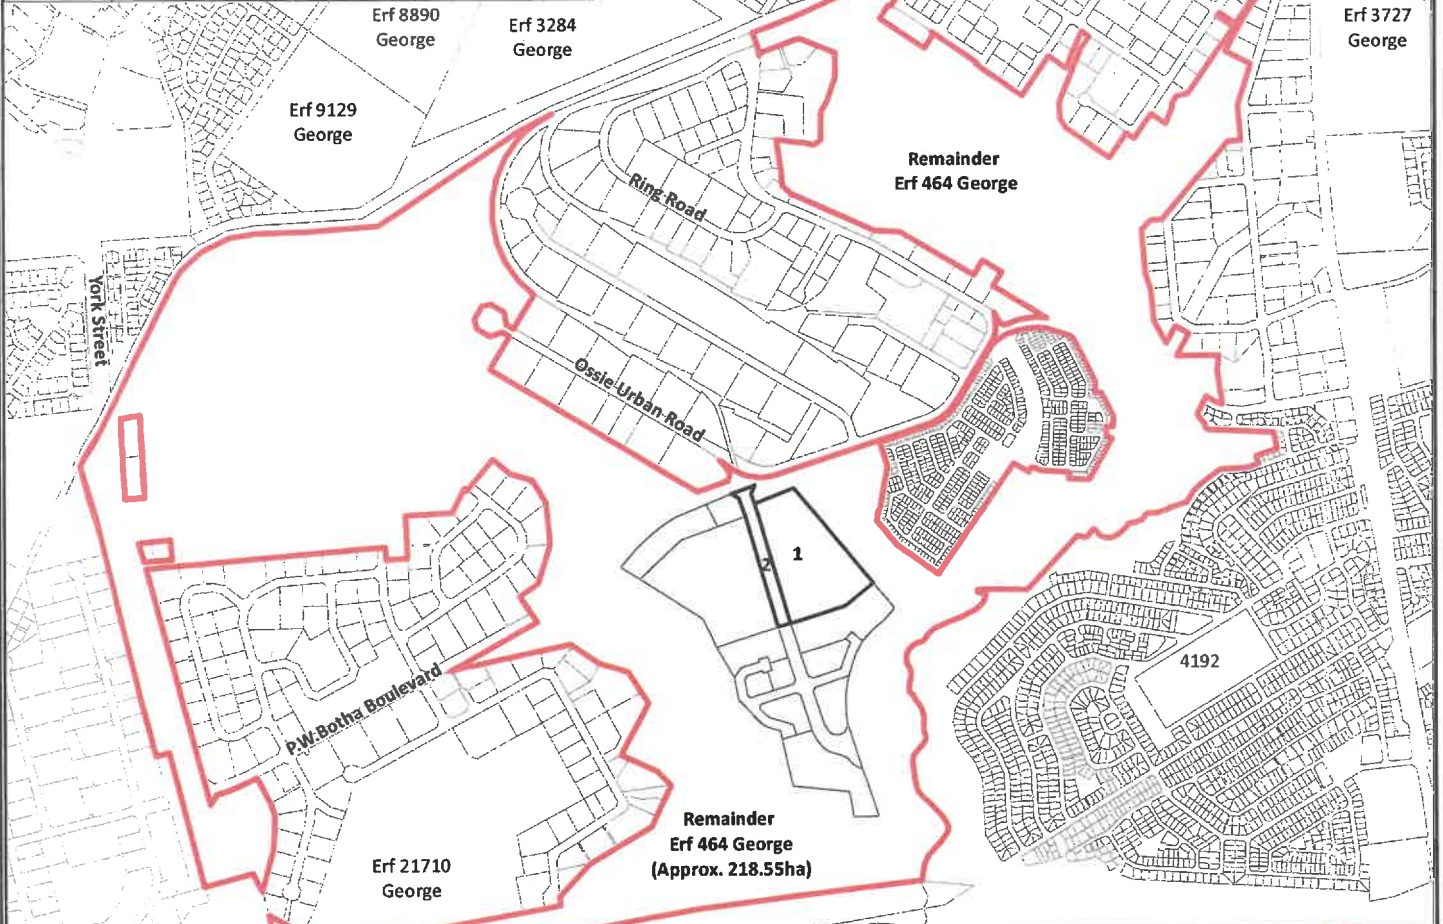 Erf 8890
George
Erf 3284
George
Erf 3727
George
Erf 9129
George
Remainder
Erf 464 George
Ring Road
York Street
Ossie Urban Road
1
2
4192
P.W.Botha Boulevard
Remainder
Erf 464 George
(Approx. 218.55ha)
Erf 21710
George